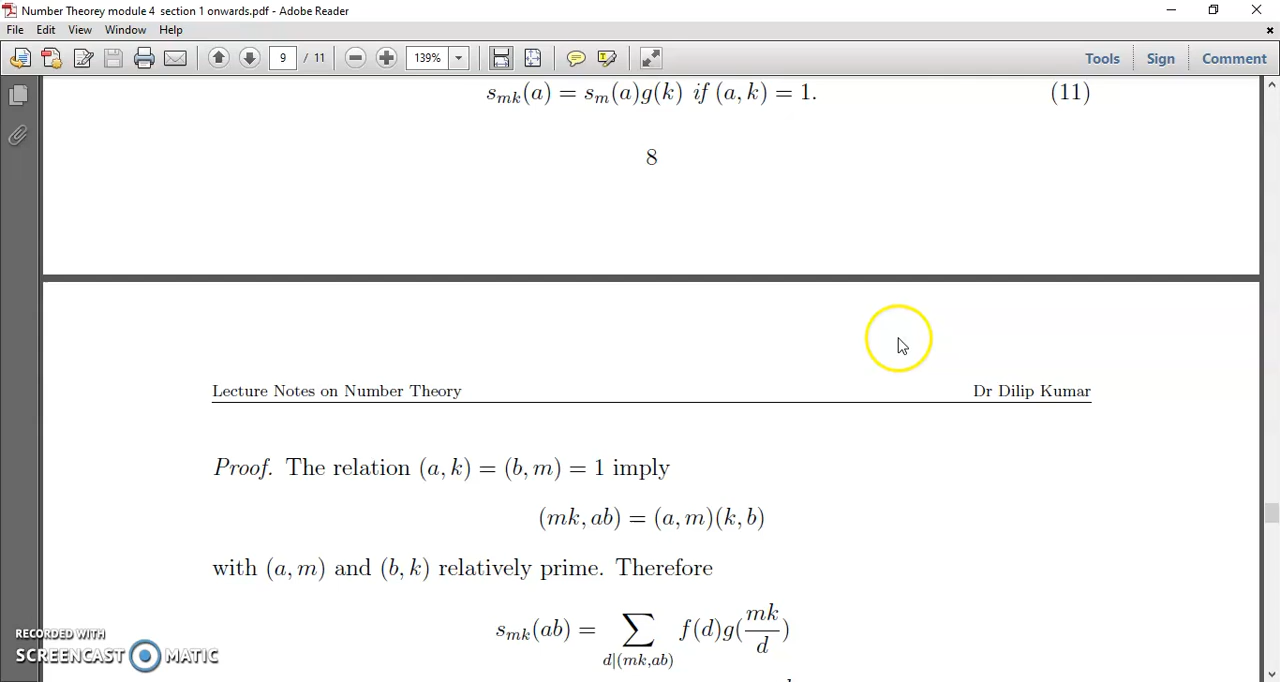 Number Theorey module 4 section 1 onwards.pdf - Adobe Reader
File Edit View Window Help
9 / 11 139% Tools Sign Comment
s_{mk}(a) = s_m(a)g(k) if (a, k) = 1. (11)
8
Lecture Notes on Number Theory Dr Dilip Kumar
Proof. The relation (a, k) = (b, m) = 1 imply
(mk, ab) = (a, m)(k, b)
with (a, m) and (b, k) relatively prime. Therefore
s_{mk}(ab) = ∑_{d|(mk,ab)} f(d)g(mk/d)
RECORDED WITH
SCREENCAST MATIC